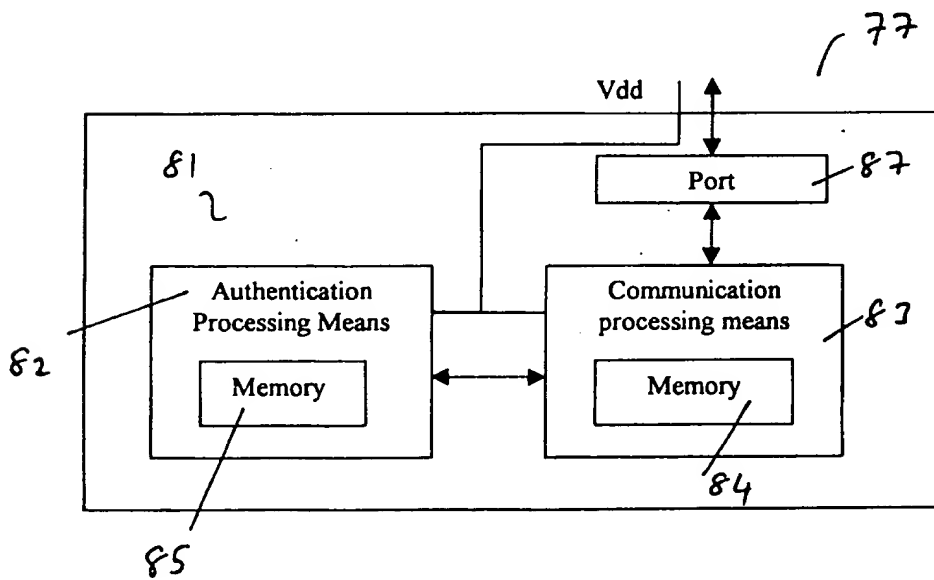 77
Vdd
81
Port
87
Authentication
Processing Means
Communication
processing means
83
82
Memory
Memory
84
85